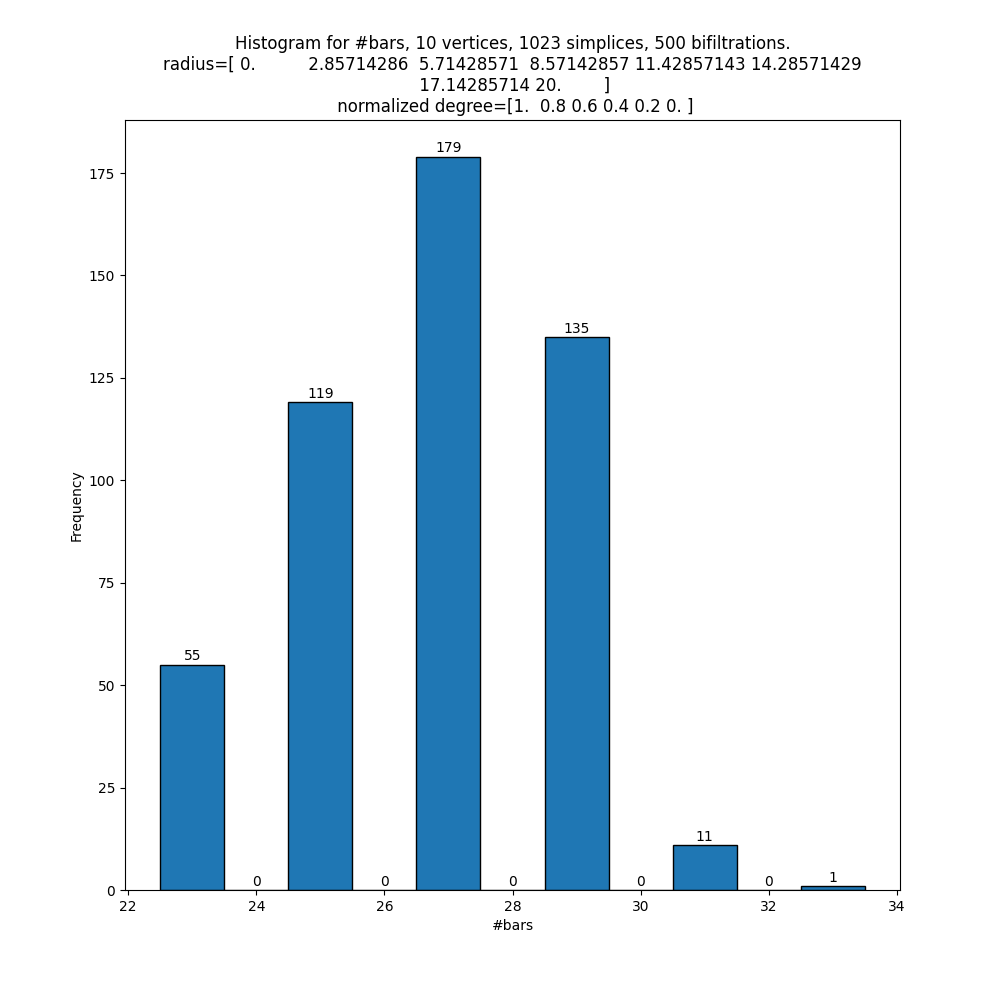 Histogram for #bars, 10 vertices, 1023 simplices, 500 bifiltrations.
radius=[ 0.          2.85714286  5.71428571  8.57142857 11.42857143 14.28571429
17.14285714 20.        ]
normalized degree=[1.  0.8 0.6 0.4 0.2 0. ]
179
175
150
135
125
119
100
Frequency
75
55
50
25
11
0 0 0 0 0 1
0
22 24 26 28 30 32 34
#bars